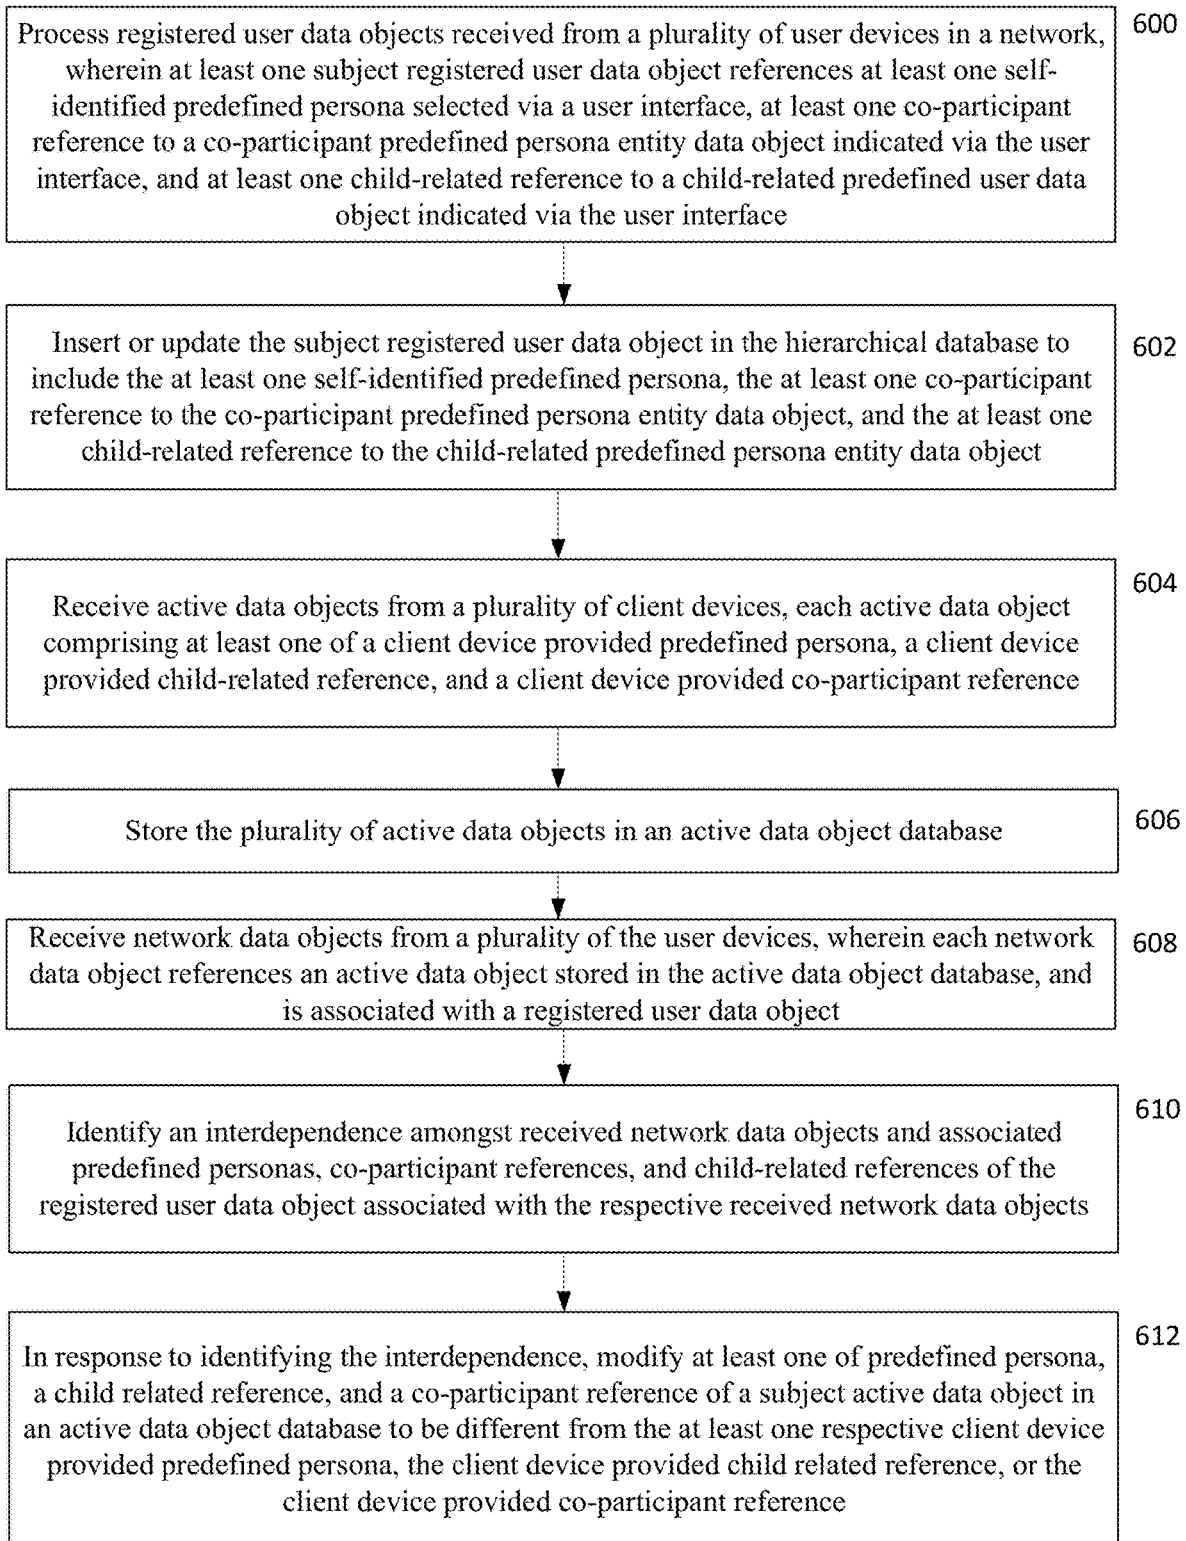 600
Process registered user data objects received from a plurality of user devices in a network,
wherein at least one subject registered user data object references at least one self-
identified predefined persona selected via a user interface, at least one co-participant
reference to a co-participant predefined persona entity data object indicated via the user
interface, and at least one child-related reference to a child-related predefined user data
object indicated via the user interface
602
Insert or update the subject registered user data object in the hierarchical database to
include the at least one self-identified predefined persona, the at least one co-participant
reference to the co-participant predefined persona entity data object, and the at least one
child-related reference to the child-related predefined persona entity data object
604
Receive active data objects from a plurality of client devices, each active data object
comprising at least one of a client device provided predefined persona, a client device
provided child-related reference, and a client device provided co-participant reference
606
Store the plurality of active data objects in an active data object database
608
Receive network data objects from a plurality of the user devices, wherein each network
data object references an active data object stored in the active data object database, and
is associated with a registered user data object
610
Identify an interdependence amongst received network data objects and associated
predefined personas, co-participant references, and child-related references of the
registered user data object associated with the respective received network data objects
612
In response to identifying the interdependence, modify at least one of predefined persona,
a child related reference, and a co-participant reference of a subject active data object in
an active data object database to be different from the at least one respective client device
provided predefined persona, the client device provided child related reference, or the
client device provided co-participant reference